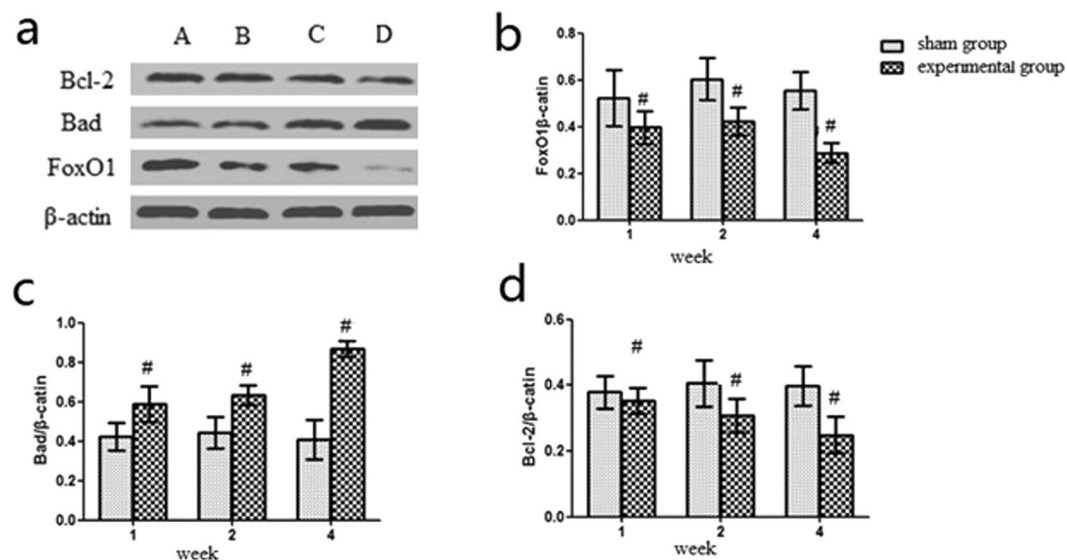 a
A B C D
Bcl-2
Bad
FoxO1
β-actin
b
FoxO1β-catin
0.8
0.6
0.4
0.2
0.0
# # #
1 2 4
week
sham group
experimental group
c
Bad/β-catin
1.0
0.8
0.6
0.4
0.2
0.0
# # #
1 2 4
week
d
Bcl-2/β-catin
0.6
0.4
0.2
0.0
# # #
1 2 4
week